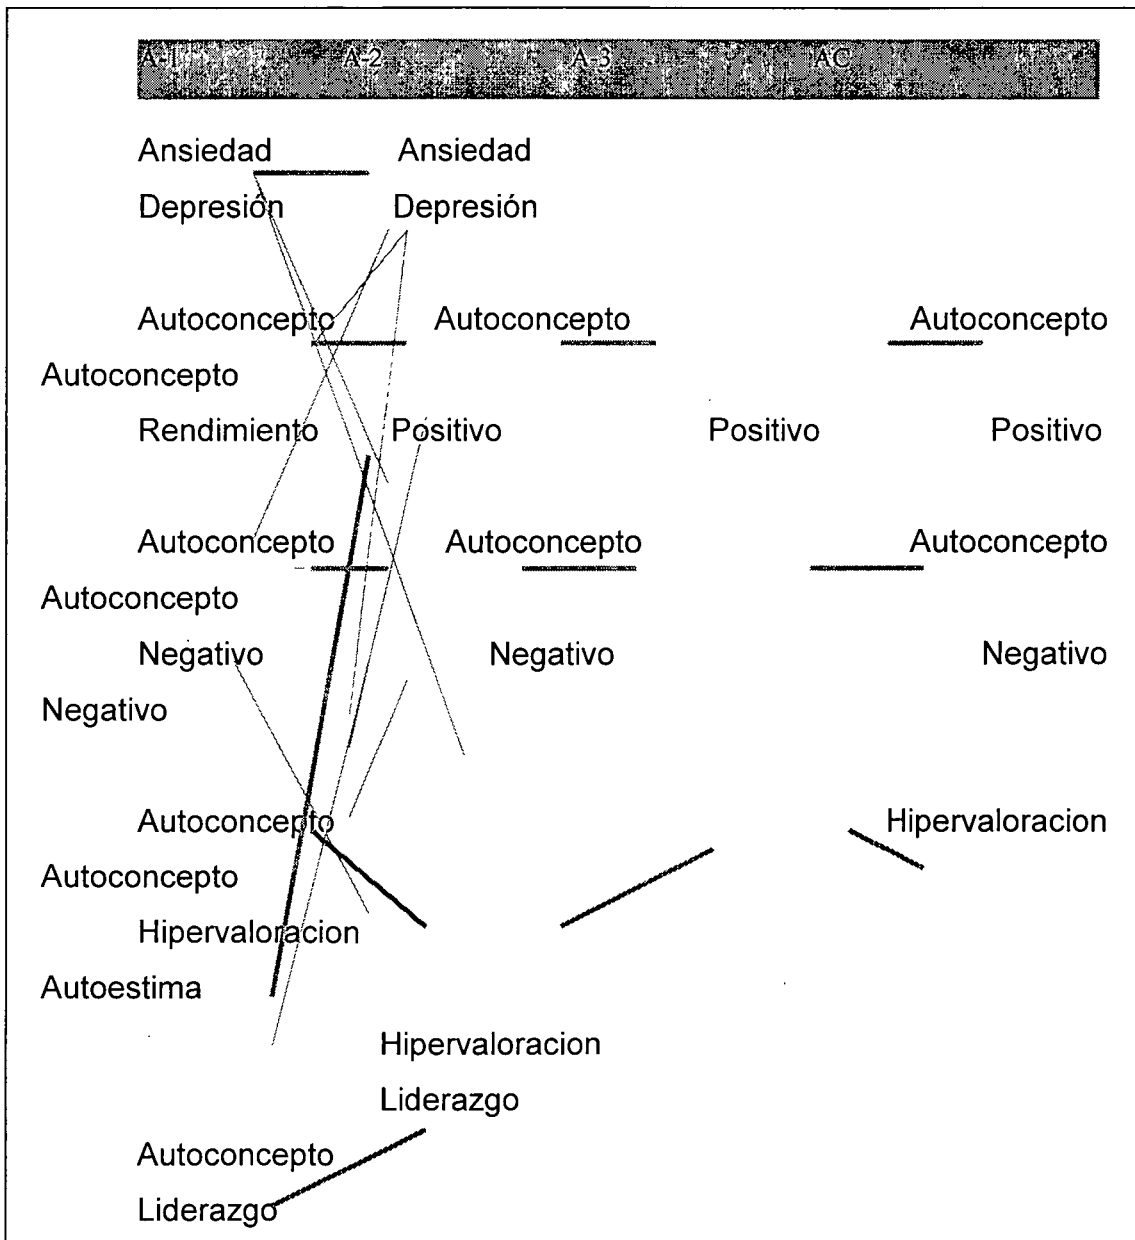 A-1 A-2 A-3 AC
Ansiedad Ansiedad
Depresión Depresión
Autoconcepto Autoconcepto Autoconcepto
Autoconcepto
Rendimiento Positivo Positivo Positivo
Autoconcepto Autoconcepto Autoconcepto
Autoconcepto
Negativo Negativo Negativo
Negativo
Autoconcepto Hipervaloracion
Autoconcepto
Hipervaloracion
Autoestima
Hipervaloracion
Liderazgo
Autoconcepto
Liderazgo